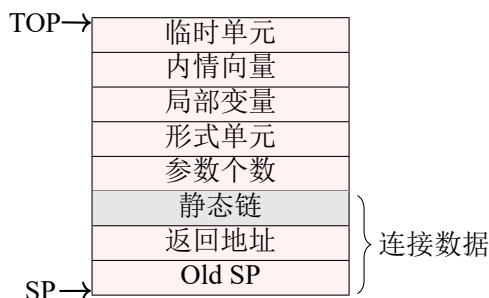 TOP
临时单元
内情向量
局部变量
形式单元
参数个数
静态链
返回地址
连接数据
Old SP
SP